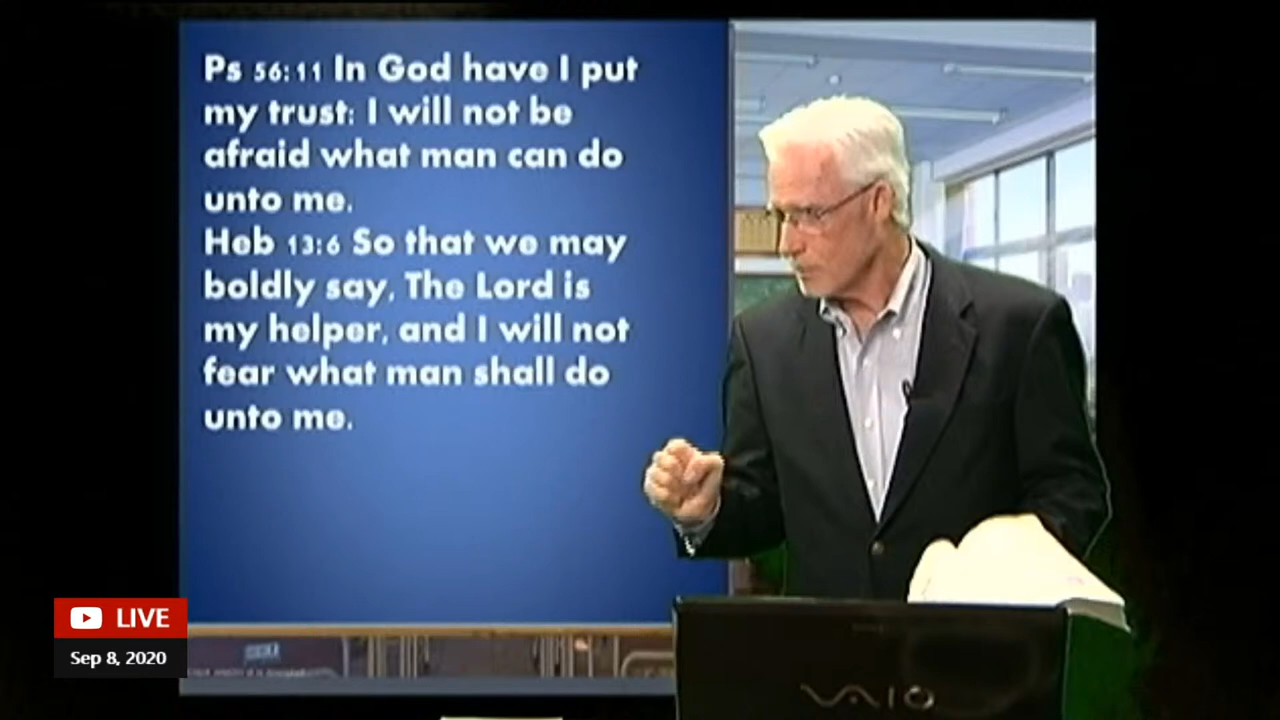 Ps 56:11 In God have I put
my trust: I will not be
afraid what man can do
unto me.
Heb 13:6 So that we may
boldly say, The Lord is
my helper, and I will not
fear what man shall do
unto me.
LIVE
Sep 8, 2020
VAIO